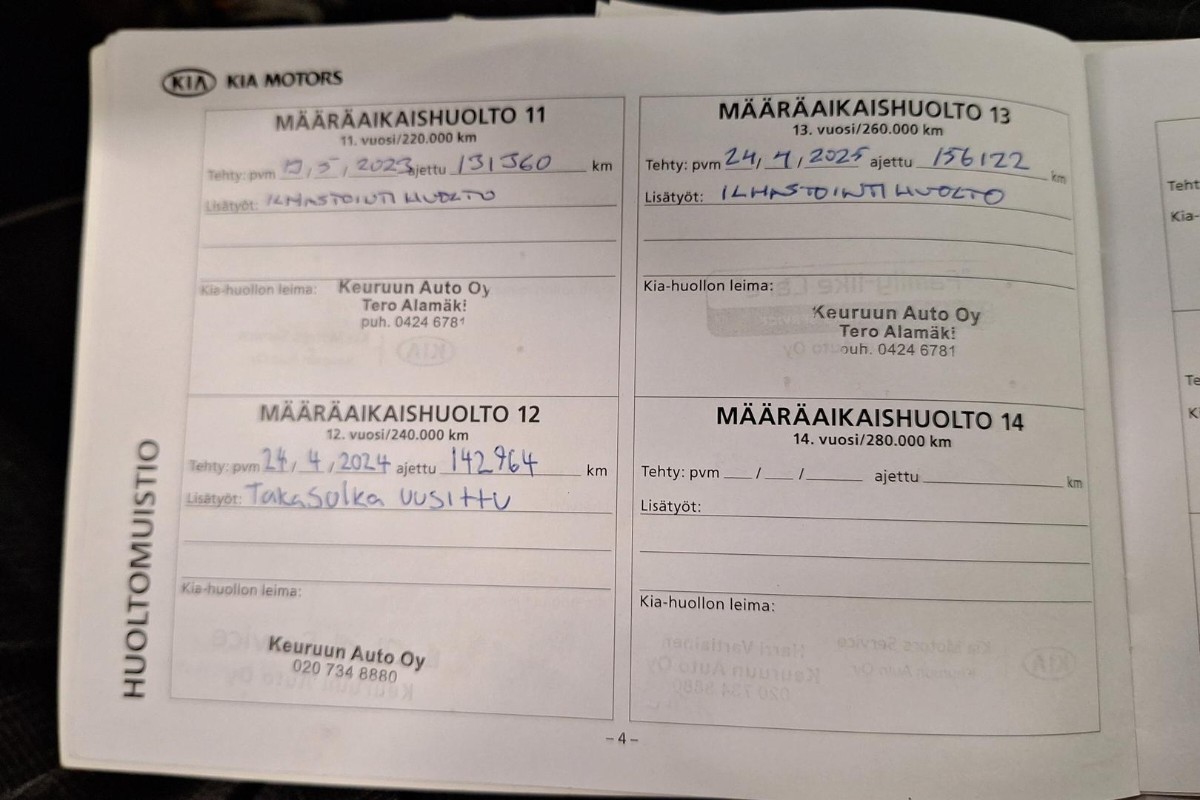 KIA KIA MOTORS
MÄÄRÄAIKAISHUOLTO 11
11. vuosi/220.000 km
Tehty: pvm , 5 , 2023 ajettu 131360 km
Lisätyöt: ILMASTOINTI HUOLTO
Kia-huollon leima:
Keuruun Auto Oy
Tero Alamäki
puh. 0424 6781
MÄÄRÄAIKAISHUOLTO 12
12. vuosi/240.000 km
Tehty: pvm 24/ 4 /2024 ajettu 142964 km
Lisätyöt: TakaSulka UUSITTU
Kia-huollon leima:
Keuruun Auto Oy
020 734 8880
MÄÄRÄAIKAISHUOLTO 13
13. vuosi/260.000 km
Tehty: pvm 24/ 4 /2025 ajettu 156122 km
Lisätyöt: ILMASTOINTI HUOLTO
Kia-huollon leima:
Keuruun Auto Oy
Tero Alamäki
puh. 0424 6781
MÄÄRÄAIKAISHUOLTO 14
14. vuosi/280.000 km
Tehty: pvm / / ajettu km
Lisätyöt:
Kia-huollon leima:
HUOLTOMUISTIO
– 4 –